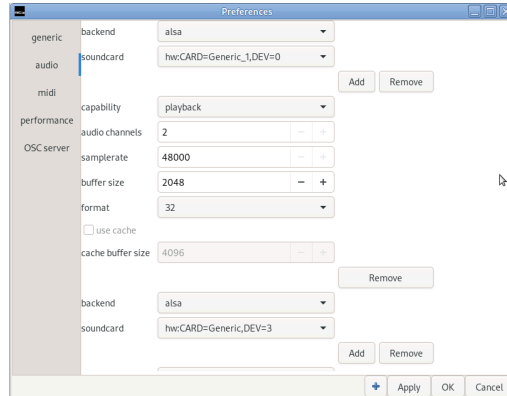 Preferences
generic
audio
midi
performance
OSC server
backend alsa
soundcard hw:CARD=Generic_1,DEV=0
Add Remove
capability playback
audio channels 2 − +
samplerate 48000 − +
buffer size 2048 − +
format 32
use cache
cache buffer size 4096 − +
Remove
backend alsa
soundcard hw:CARD=Generic,DEV=3
Add Remove
+ Apply OK Cancel